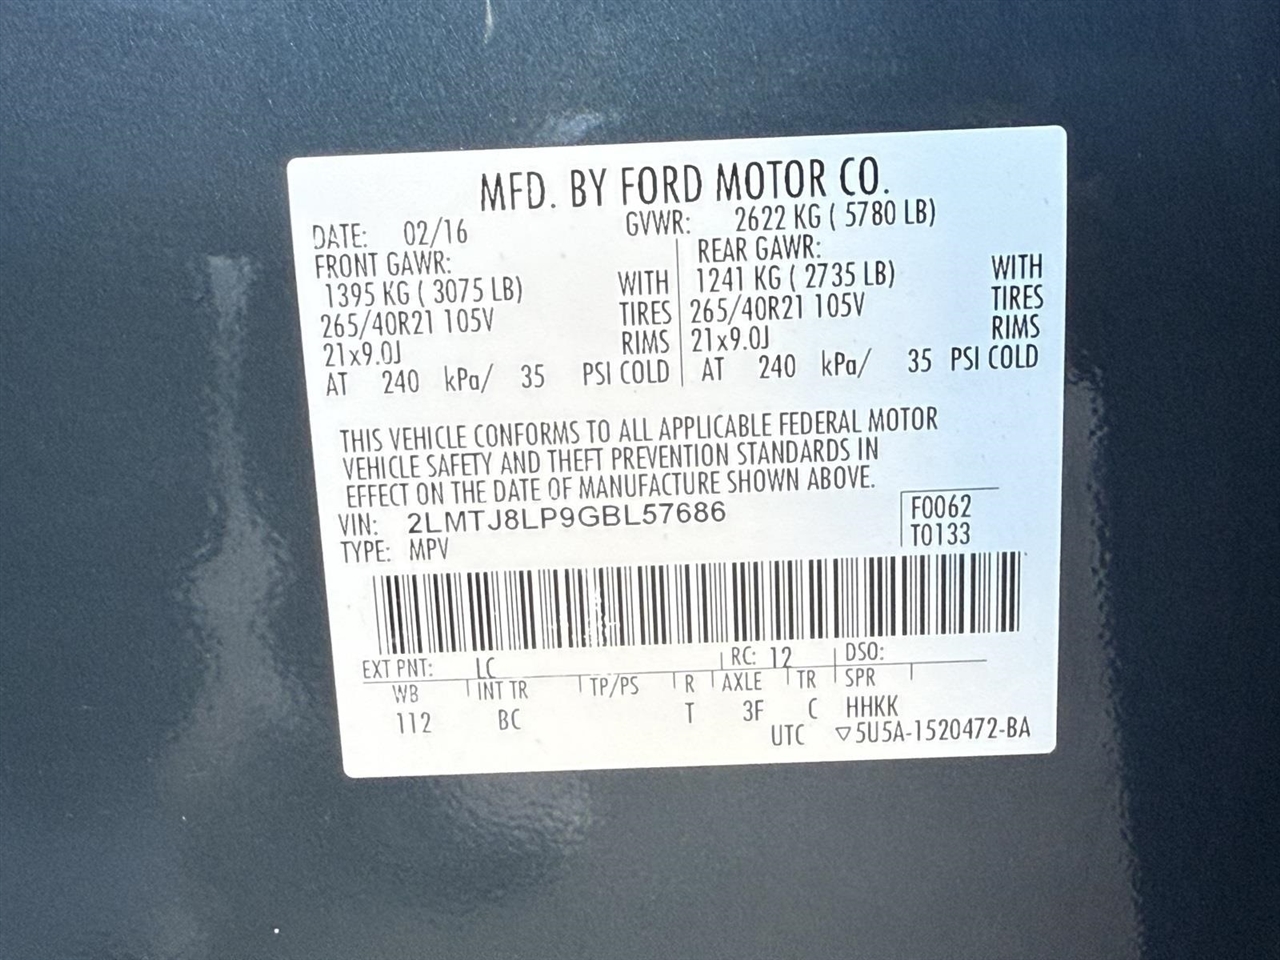 MFD. BY FORD MOTOR CO.
DATE: 02/16 GVWR: 2622 KG ( 5780 LB)
FRONT GAWR: REAR GAWR:
1395 KG ( 3075 LB) WITH 1241 KG ( 2735 LB) WITH
265/40R21 105V TIRES 265/40R21 105V TIRES
21x9.0J RIMS 21x9.0J RIMS
AT 240 kPa/ 35 PSI COLD AT 240 kPa/ 35 PSI COLD
THIS VEHICLE CONFORMS TO ALL APPLICABLE FEDERAL MOTOR
VEHICLE SAFETY AND THEFT PREVENTION STANDARDS IN
EFFECT ON THE DATE OF MANUFACTURE SHOWN ABOVE.
VIN: 2LMTJ8LP9GBL57686 F0062
TYPE: MPV T0133
EXT PNT: LC RC: 12 DSO:
WB INT TR TP/PS R AXLE TR SPR
112 BC T 3F C HHKK
UTC ▽5U5A-1520472-BA